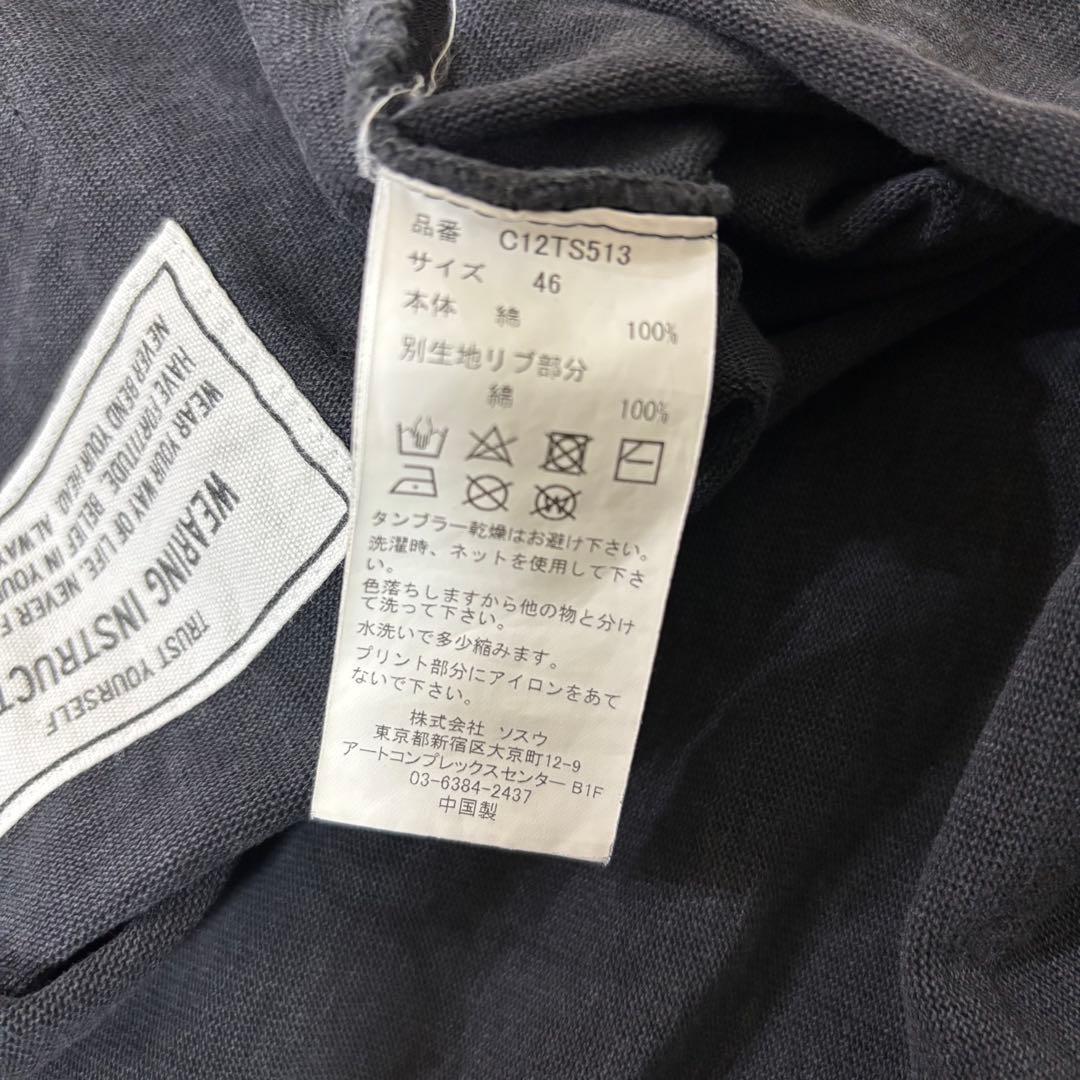 品番 C12TS513
サイズ 46
本体 綿 100%
別生地リブ部分
綿 100%
タンブラー乾燥はお避け下さい。
洗濯時、ネットを使用して下さ
い。
色落ちしますから他の物と分け
て洗って下さい。
水洗いで多少縮みます。
プリント部分にアイロンをあて
ないで下さい。
株式会社 ソスウ
東京都新宿区大京町12-9
アートコンプレックスセンター B1F
03-6384-2437
中国製
TRUST YOURSELF
WEARING INSTRUCT
WEAR YOUR WAY OF LIFE. NEVER F
HAVE FORTITUDE. BELIEF IN YOUR
NEVER BEND YOUR HEAD. ALWAY